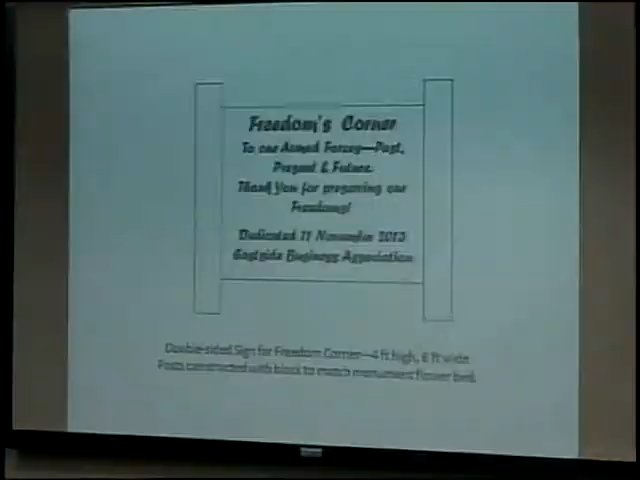 Freedom's Corner
To our Armed Forces—Past,
Present & Future.
Thank You for preserving our
Freedoms!
Dedicated 11 November 2013
Eastside Business Association
Double-sided Sign for Freedom Corner—4 ft high, 6 ft wide
Posts constructed with block to match monument flower bed.